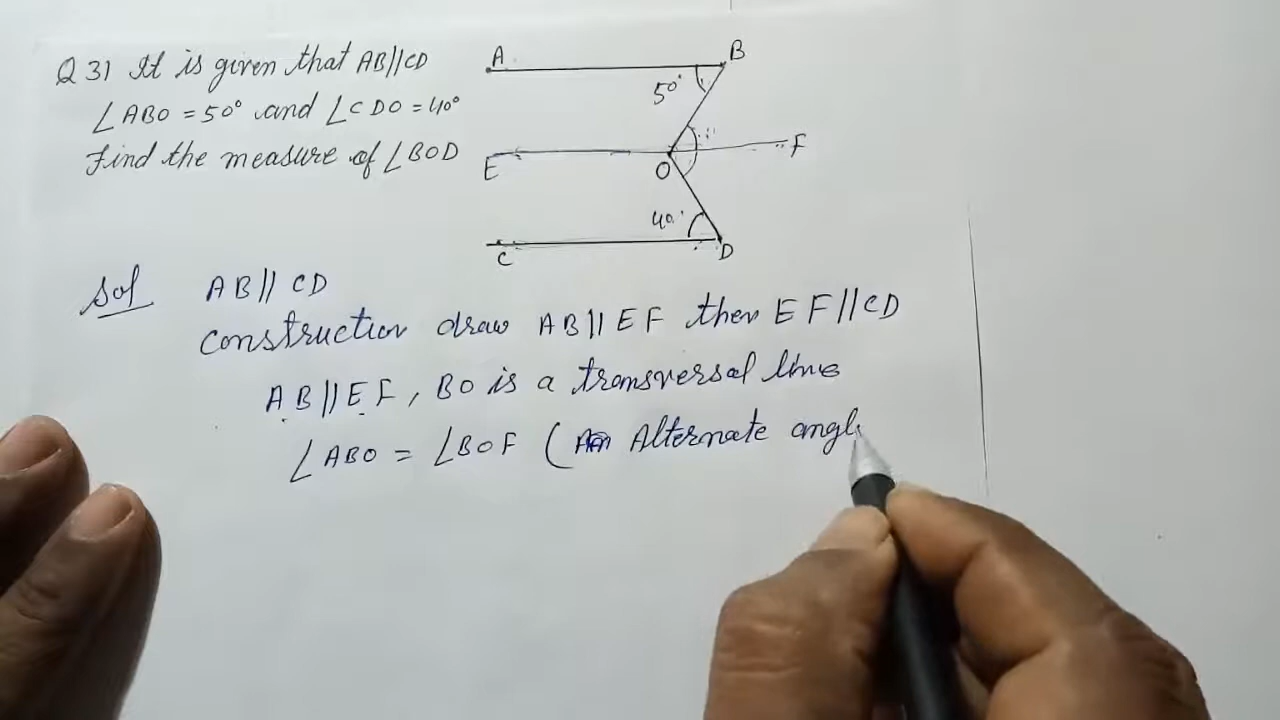 Q31 It is given that AB//CD
∠ABO = 50° and ∠CDO = 40°
Find the measure of ∠BOD
A
B
50°
E
O
F
40°
C
D
Sol AB // CD
construction draw AB // EF then EF // CD
AB // EF, BO is a transversal line
∠ABO = ∠BOF ( Alternate angl